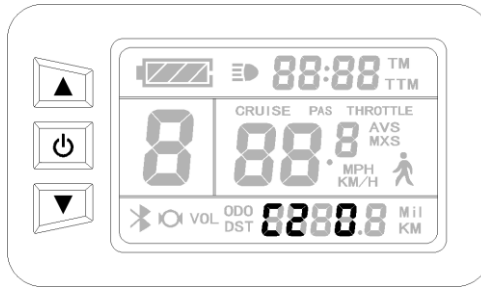 88:88 TM
TTM
CRUISE PAS THROTTLE
8 88.8 AVS
MXS
MPH
KM/H
VOL ODO C2 0 Mil
DST KM